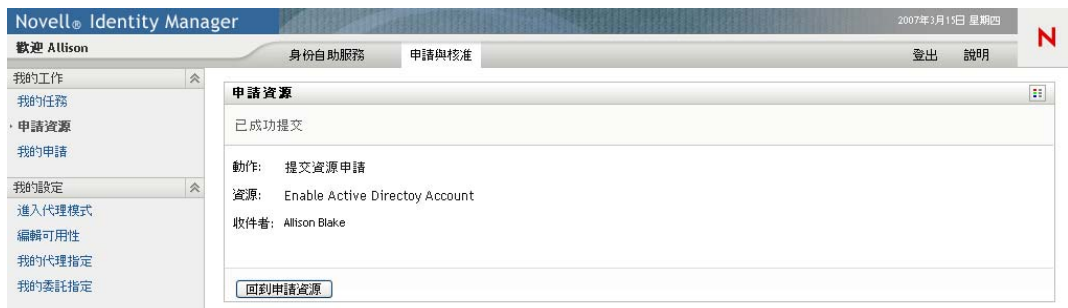 Novell® Identity Manager
2007年3月15日 星期四
N
歡迎 Allison
身份自助服務
申請與核准
登出
說明
我的工作
我的任務
申請資源
我的申請
我的設定
進入代理模式
編輯可用性
我的代理指定
我的委託指定
申請資源
已成功提交
動作: 提交資源申請
資源: Enable Active Directoy Account
收件者: Allison Blake
回到申請資源